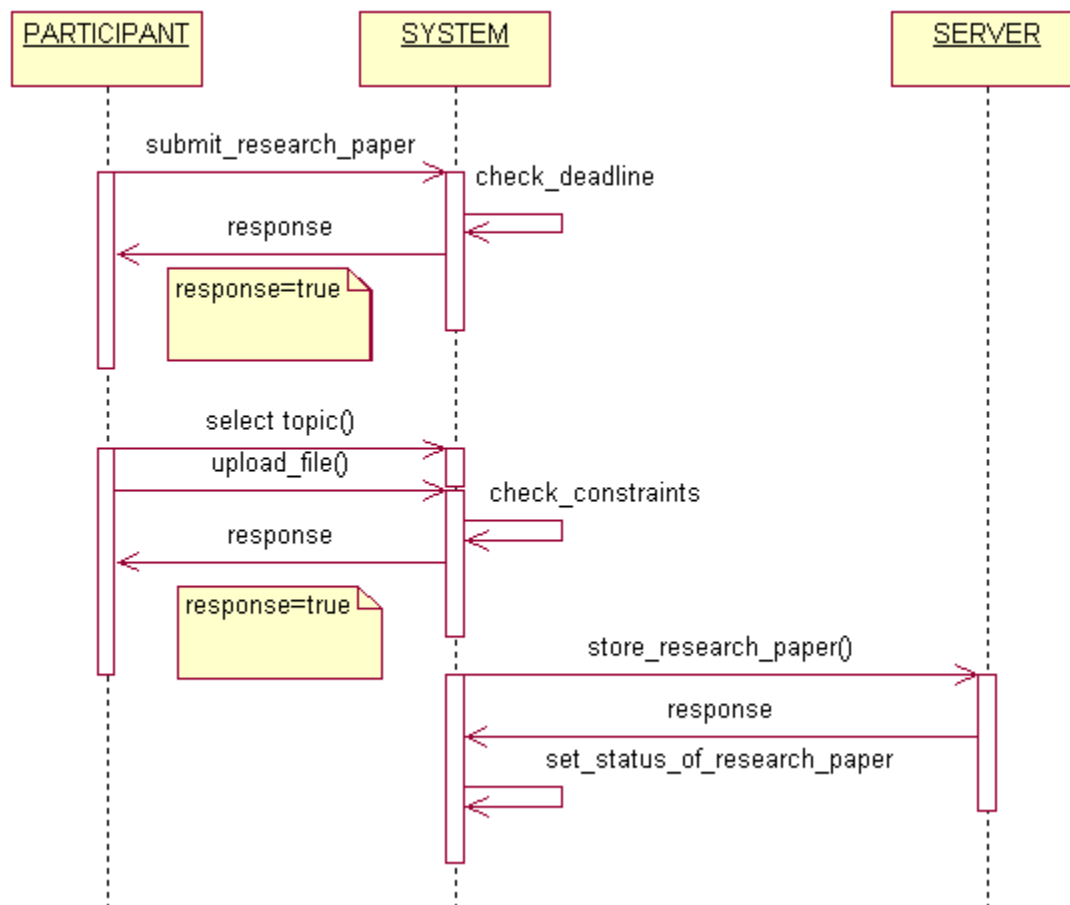 PARTICIPANT
SYSTEM
SERVER
submit_research_paper
check_deadline
response
response=true
select topic()
upload_file()
check_constraints
response
response=true
store_research_paper()
response
set_status_of_research_paper